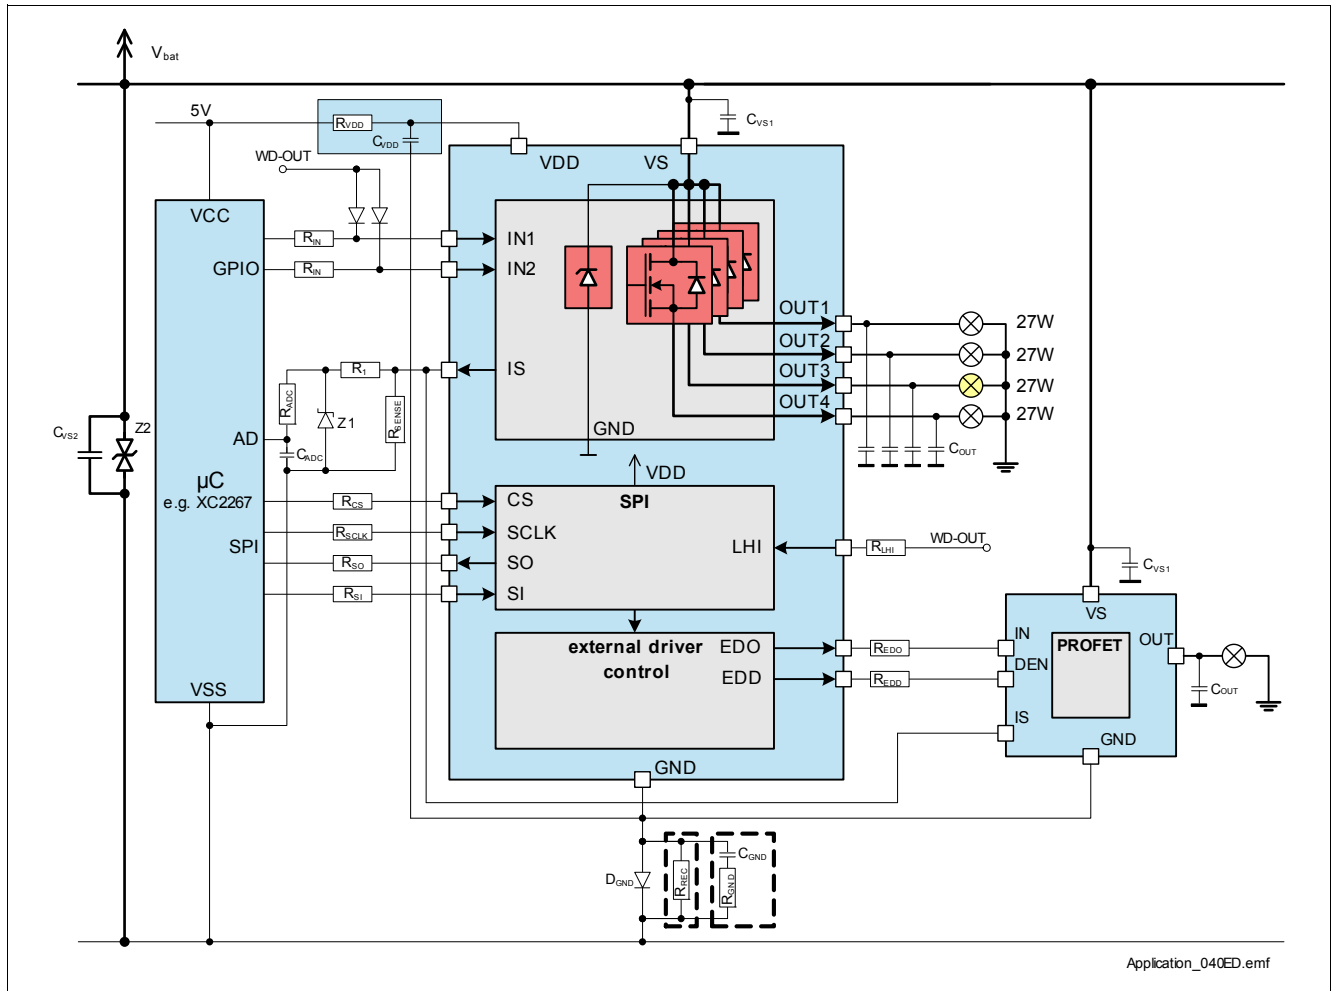 Vbat
5V
RVDD
CVDD
CVS1
WD-OUT
VDD
VS
VCC
RIN
IN1
GPIO
RIN
IN2
OUT1
27W
OUT2
27W
OUT3
27W
OUT4
27W
IS
R1
RADC
Z1
RSENSE
GND
COUT
CVS2
Z2
AD
CADC
VDD
µC
e.g. XC2267
RCS
CS
SPI
RSCLK
SCLK
LHI
RLHI
WD-OUT
SPI
RSO
SO
RSI
SI
CVS1
VS
external driver
control
EDO
REDO
IN
PROFET
OUT
EDD
REDD
DEN
COUT
VSS
IS
GND
GND
CGND
DGND
RREC
RGND
Application_040ED.emf